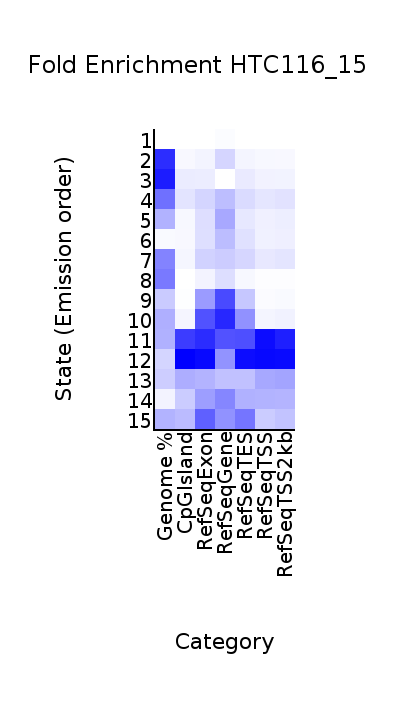 Fold Enrichment HTC116_15
State (Emission order)
1
2
3
4
5
6
7
8
9
10
11
12
13
14
15
Genome %
CpGIsland
RefSeqExon
RefSeqGene
RefSeqTES
RefSeqTSS
RefSeqTSS2kb
Category